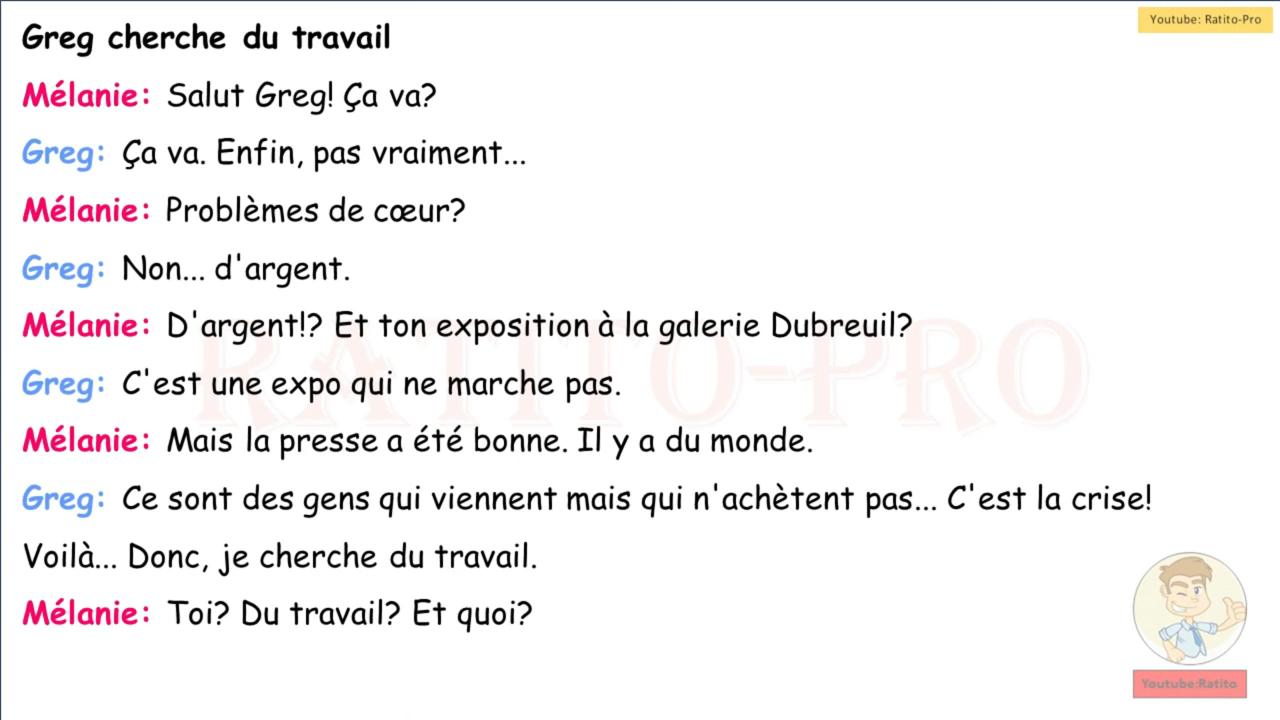 Youtube: Ratito-Pro
Greg cherche du travail
Mélanie: Salut Greg! Ça va?
Greg: Ça va. Enfin, pas vraiment...
Mélanie: Problèmes de cœur?
Greg: Non... d'argent.
Mélanie: D'argent!? Et ton exposition à la galerie Dubreuil?
Greg: C'est une expo qui ne marche pas.
RATITO-PRO
Mélanie: Mais la presse a été bonne. Il y a du monde.
Greg: Ce sont des gens qui viennent mais qui n'achètent pas... C'est la crise!
Voilà... Donc, je cherche du travail.
Mélanie: Toi? Du travail? Et quoi?
Youtube:Ratito